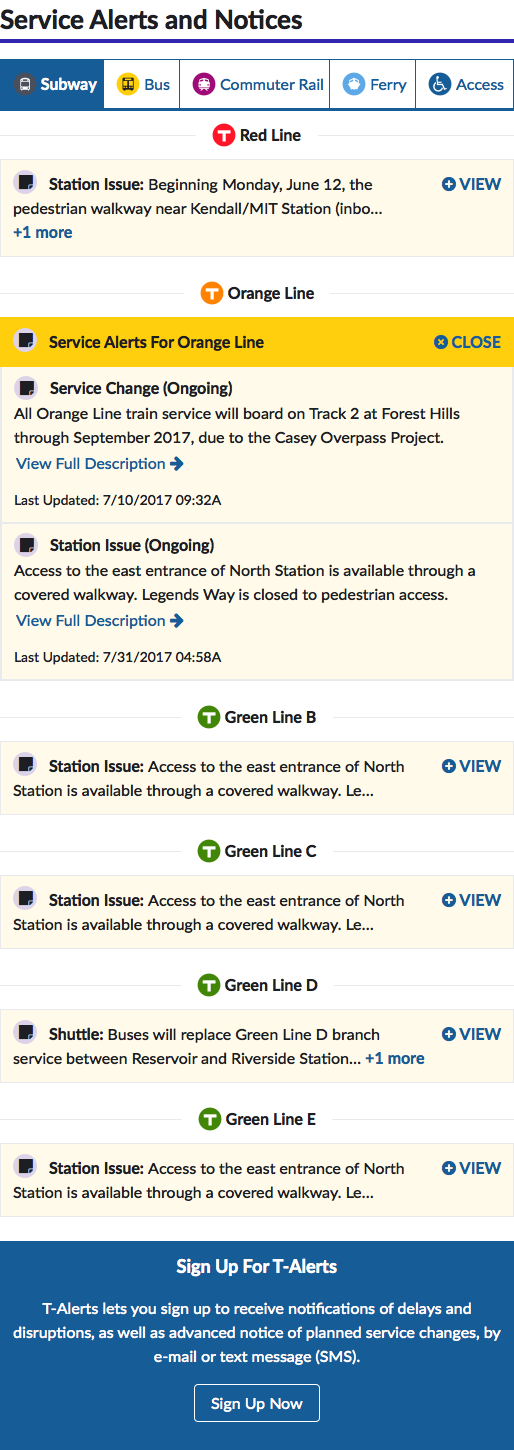 Service Alerts and Notices
Subway Bus Commuter Rail Ferry Access
T Red Line
Station Issue: Beginning Monday, June 12, the VIEW
pedestrian walkway near Kendall/MIT Station (inbo...
+1 more
T Orange Line
Service Alerts For Orange Line CLOSE
Service Change (Ongoing)
All Orange Line train service will board on Track 2 at Forest Hills
through September 2017, due to the Casey Overpass Project.
View Full Description
Last Updated: 7/10/2017 09:32A
Station Issue (Ongoing)
Access to the east entrance of North Station is available through a
covered walkway. Legends Way is closed to pedestrian access.
View Full Description
Last Updated: 7/31/2017 04:58A
T Green Line B
Station Issue: Access to the east entrance of North VIEW
Station is available through a covered walkway. Le...
T Green Line C
Station Issue: Access to the east entrance of North VIEW
Station is available through a covered walkway. Le...
T Green Line D
Shuttle: Buses will replace Green Line D branch VIEW
service between Reservoir and Riverside Station... +1 more
T Green Line E
Station Issue: Access to the east entrance of North VIEW
Station is available through a covered walkway. Le...
Sign Up For T-Alerts
T-Alerts lets you sign up to receive notifications of delays and
disruptions, as well as advanced notice of planned service changes, by
e-mail or text message (SMS).
Sign Up Now